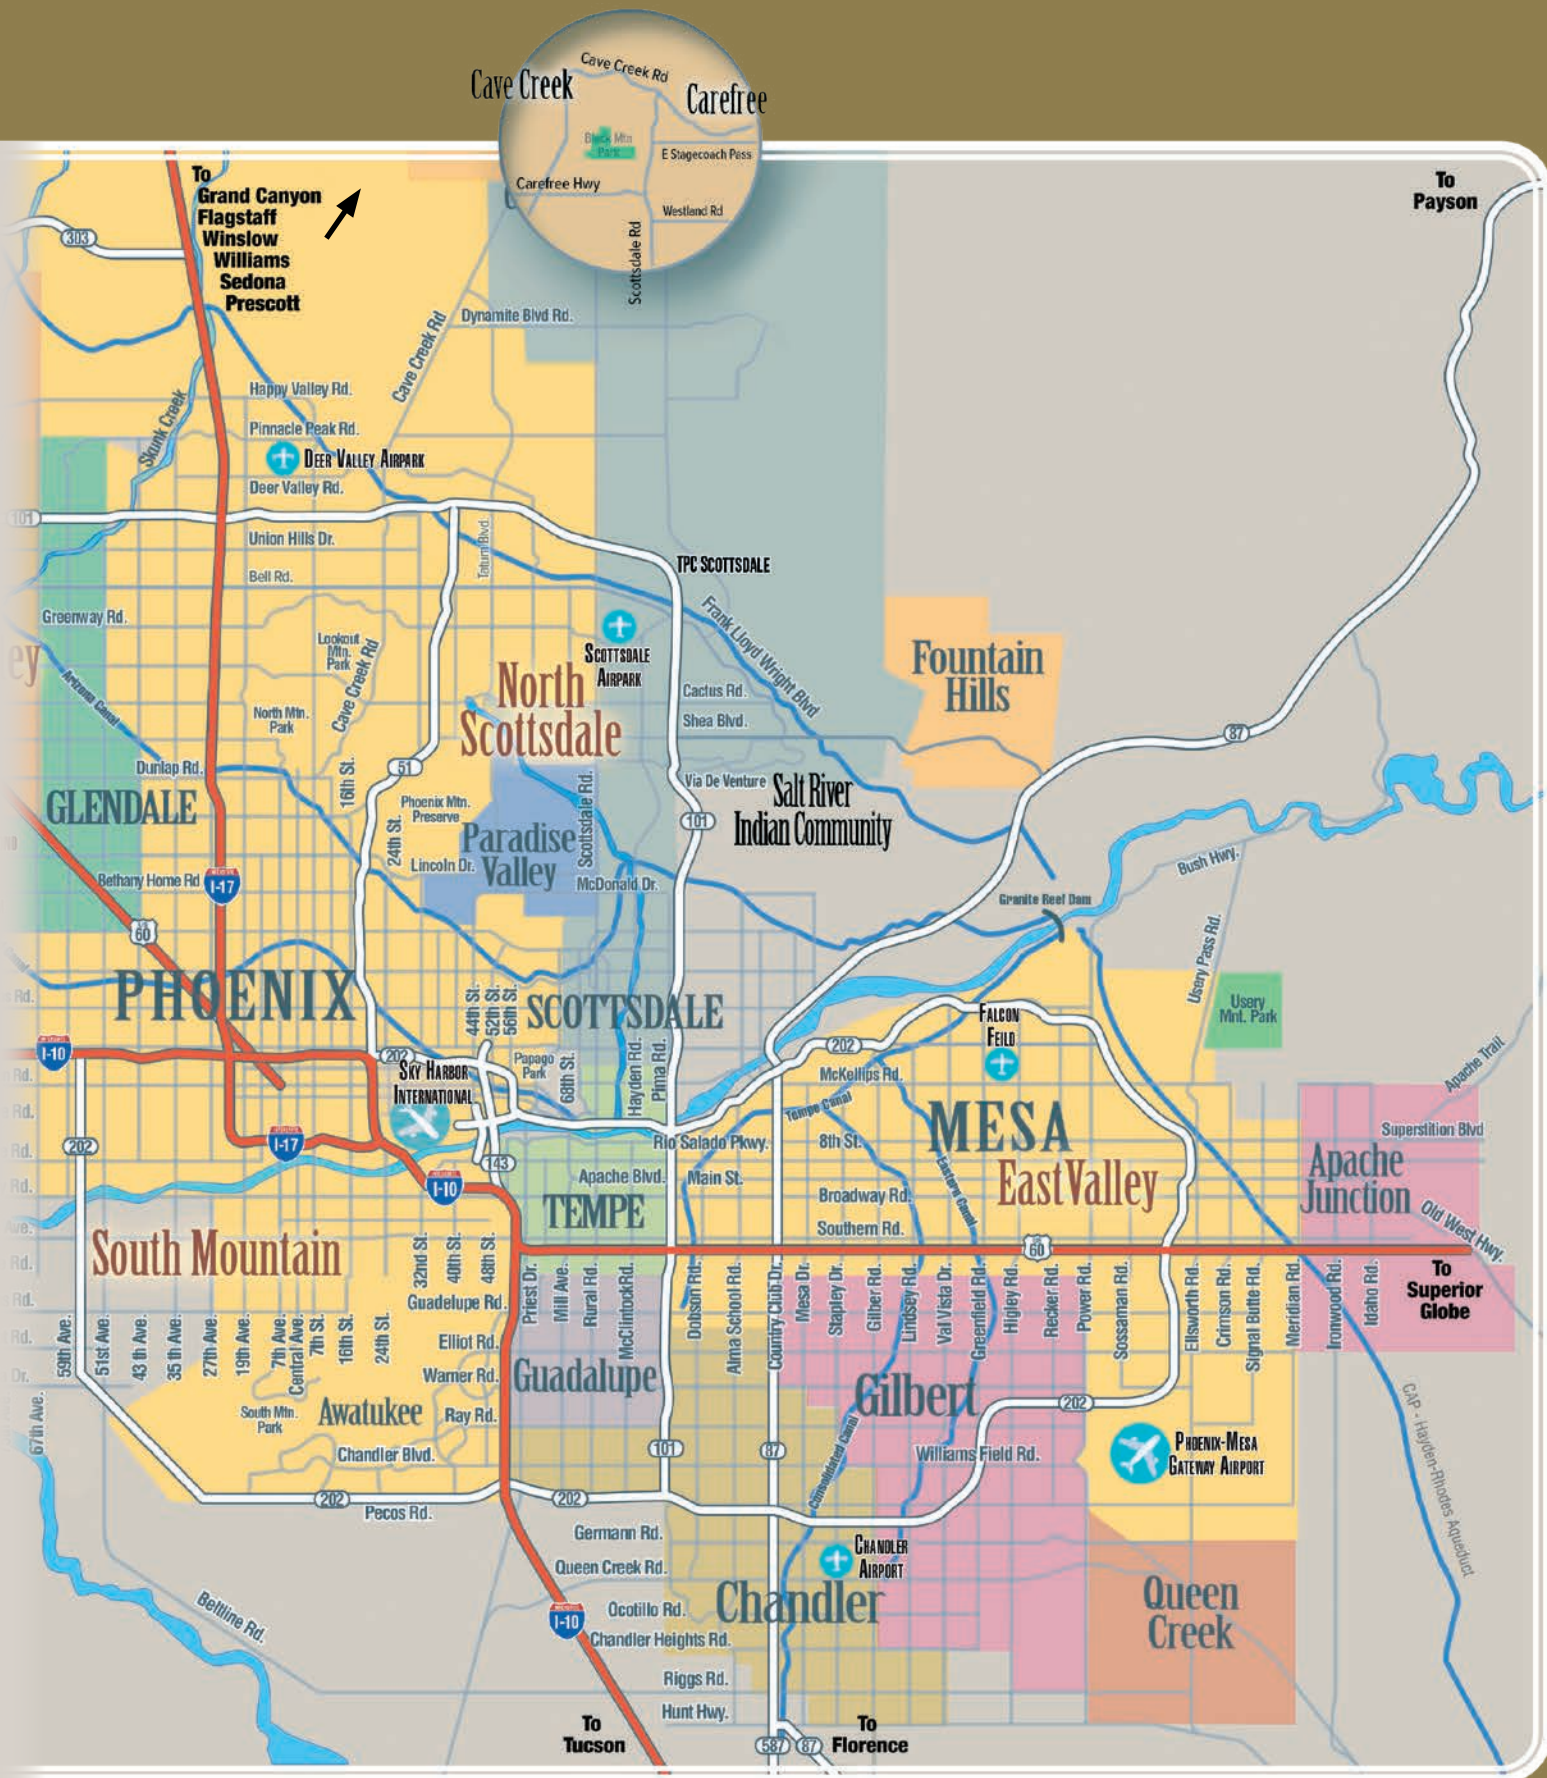 Cave Creek Rd
Cave Creek
Carefree
Black Mtn
Park
E Stagecoach Pass
Carefree Hwy
Westland Rd
Scottsdale Rd
To
Grand Canyon
Flagstaff
Winslow
Williams
Sedona
Prescott
To
Payson
303
Dynamite Blvd Rd.
Cave Creek Rd
Happy Valley Rd.
Skunk Creek
Pinnacle Peak Rd.
DEER VALLEY AIRPARK
Deer Valley Rd.
101
Union Hills Dr.
Tatum Blvd.
Bell Rd.
TPC SCOTTSDALE
Greenway Rd.
Frank Lloyd Wright Blvd
Lookout
Mtn.
Park
Cave Creek Rd
SCOTTSDALE
AIRPARK
Fountain
Hills
ey
Arizona Canal
North
Scottsdale
Cactus Rd.
Shea Blvd.
North Mtn.
Park
87
Dunlap Rd.
51
16th St.
Via De Venture
Salt River
Indian Community
GLENDALE
Phoenix Mtn.
Preserve
Scottsdale Rd.
101
24th St.
Paradise
Valley
Lincoln Dr.
McDonald Dr.
Bethany Home Rd
I-17
Bush Hwy.
Granite Reef Dam
60
Usery Pass Rd.
PHOENIX
Rd.
44th St.
52th St.
56th St.
SCOTTSDALE
Usery
Mnt. Park
FALCON
FEILD
I-10
202
202
Papago
Park
68th St.
Hayden Rd.
Pima Rd.
SKY HARBOR
INTERNATIONAL
McKellips Rd.
Apache Trail
Rd.
Rd.
Tempe Canal
MESA
202
I-17
Rio Salado Pkwy.
8th St.
Superstition Blvd
Rd.
143
Apache Blvd.
Main St.
Eastern Canal
East Valley
Apache
Junction
Rd.
I-10
TEMPE
Broadway Rd.
Southern Rd.
Old West Hwy.
ve.
South Mountain
60
Rd.
32nd St.
40th St.
48th St.
To
Superior
Globe
Guadelupe Rd.
Priest Dr.
Mill Ave.
Rural Rd.
McClintock Rd.
Dobson Rd.
Alma School Rd.
Country Club Dr.
Mesa Dr.
Stapley Dr.
Gilber Rd.
Lindsey Rd.
Val Vista Dr.
Greenfield Rd.
Higley Rd.
Recker Rd.
Power Rd.
Sossaman Rd.
Ellsworth Rd.
Crimson Rd.
Signal Butte Rd.
Meridian Rd.
Ironwood Rd.
Idaho Rd.
Rd.
Rd.
59th Ave.
51st Ave.
43 th Ave.
35 th Ave.
27th Ave.
19th Ave.
7th Ave.
Central Ave.
7th St.
16th St.
24th St.
Elliot Rd.
Dr.
Warner Rd.
Guadalupe
Gilbert
67th Ave.
South Mtn.
Park
Awatukee
Ray Rd.
202
CAP - Hayden-Rhodes Aqueduct
Chandler Blvd.
101
87
Consolidated Canal
Williams Field Rd.
PHOENIX-MESA
GATEWAY AIRPORT
202
202
Pecos Rd.
Germann Rd.
CHANDLER
AIRPORT
Queen Creek Rd.
Chandler
Queen
Creek
Beltline Rd.
I-10
Ocotillo Rd.
Chandler Heights Rd.
Riggs Rd.
Hunt Hwy.
To
Tucson
587
87
To
Florence